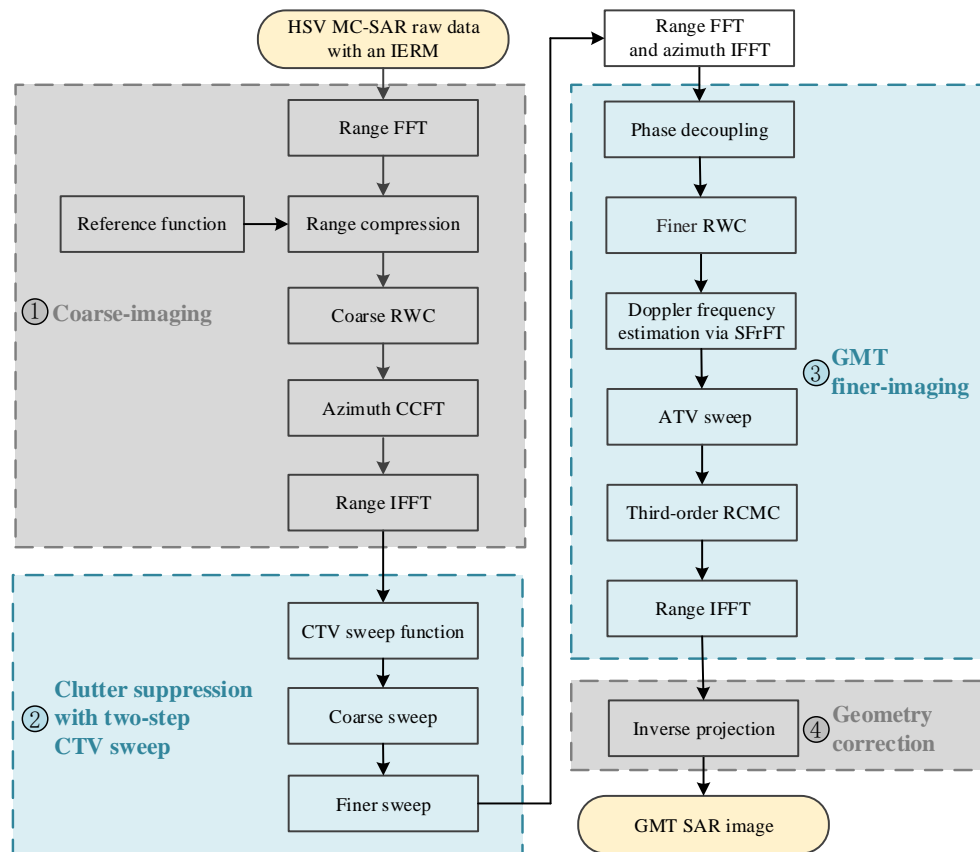 HSV MC-SAR raw data
with an IERM
Range FFT
Reference function
Range compression
Coarse RWC
Azimuth CCFT
Range IFFT
① Coarse-imaging
CTV sweep function
Coarse sweep
Finer sweep
② Clutter suppression
with two-step
CTV sweep
Range FFT
and azimuth IFFT
Phase decoupling
Finer RWC
Doppler frequency
estimation via SFrFT
ATV sweep
Third-order RCMC
Range IFFT
③ GMT
finer-imaging
Inverse projection
④ Geometry
correction
GMT SAR image